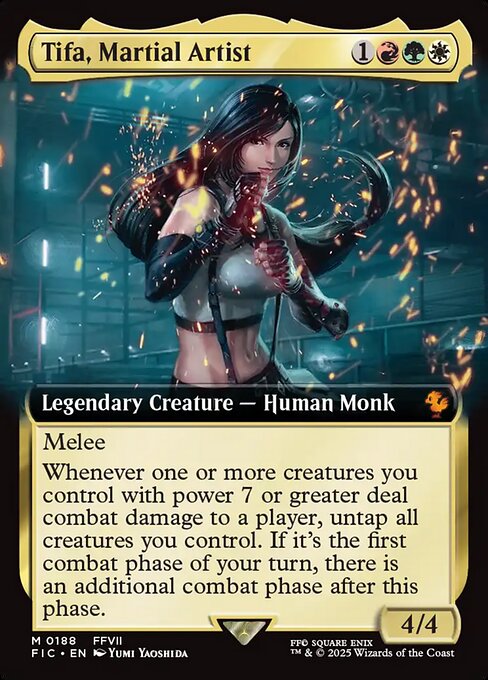 Tifa, Martial Artist 1
Legendary Creature — Human Monk
Melee
Whenever one or more creatures you
control with power 7 or greater deal
combat damage to a player, untap all
creatures you control. If it's the first
combat phase of your turn, there is
an additional combat phase after this
phase.
4/4
M 0188 FFVII
FIC • EN Yumi Yaoshida
FF© SQUARE ENIX
™ & © 2025 Wizards of the Coast